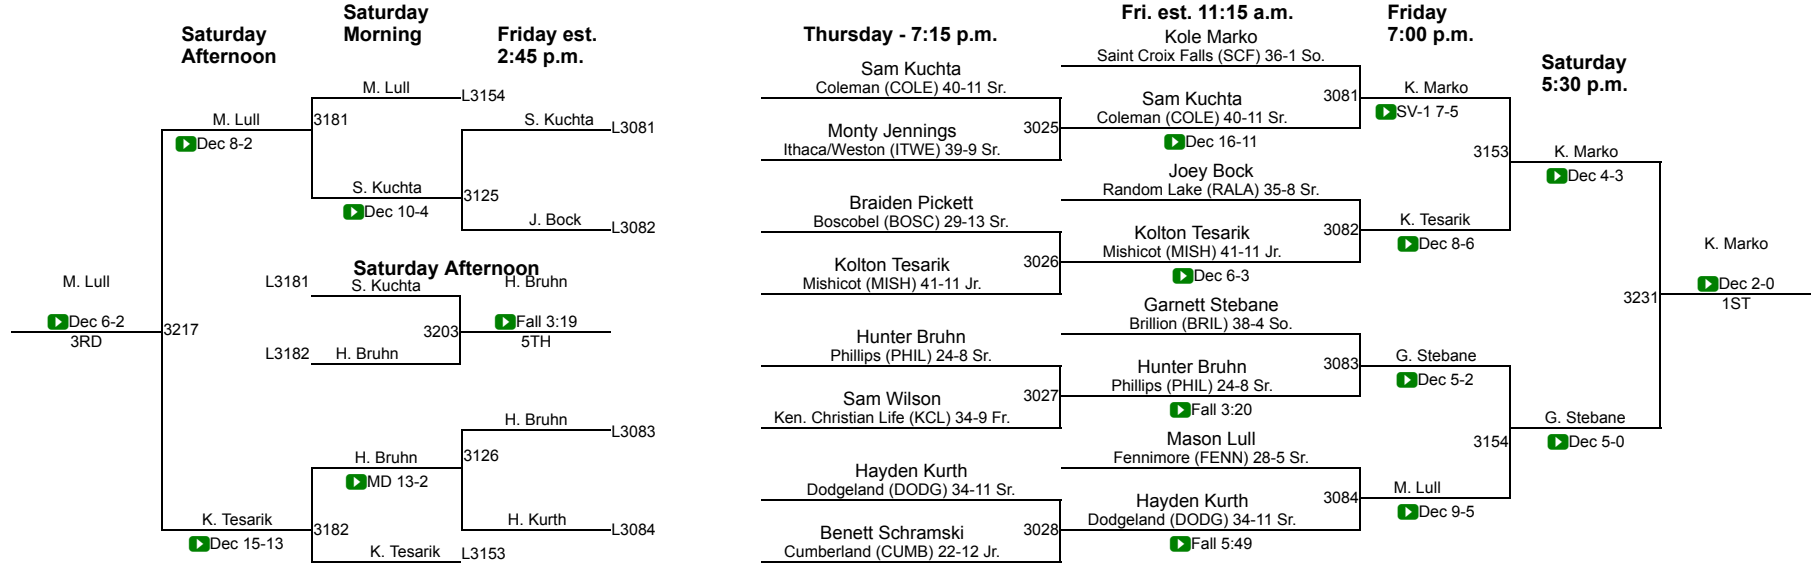 Saturday
Afternoon
Saturday
Morning
Friday est.
2:45 p.m.
M. Lull
L3154
M. Lull
3181
Dec 8-2
S. Kuchta
L3081
S. Kuchta
3125
Dec 10-4
J. Bock
L3082
Saturday Afternoon
M. Lull
L3181
S. Kuchta
H. Bruhn
Dec 6-2
3RD
3217
3203
Fall 3:19
5TH
L3182
H. Bruhn
H. Bruhn
L3083
H. Bruhn
3126
MD 13-2
K. Tesarik
3182
Dec 15-13
H. Kurth
L3084
K. Tesarik
L3153
Thursday - 7:15 p.m.
Sam Kuchta
Coleman (COLE) 40-11 Sr.
Monty Jennings
3025
Ithaca/Weston (ITWE) 39-9 Sr.
Braiden Pickett
Boscobel (BOSC) 29-13 Sr.
Kolton Tesarik
3026
Mishicot (MISH) 41-11 Jr.
Hunter Bruhn
Phillips (PHIL) 24-8 Sr.
Sam Wilson
3027
Ken. Christian Life (KCL) 34-9 Fr.
Hayden Kurth
Dodgeland (DODG) 34-11 Sr.
Benett Schramski
3028
Cumberland (CUMB) 22-12 Jr.
Fri. est. 11:15 a.m.
Kole Marko
Saint Croix Falls (SCF) 36-1 So.
Sam Kuchta
3081
Coleman (COLE) 40-11 Sr.
Dec 16-11
Joey Bock
Random Lake (RALA) 35-8 Sr.
Kolton Tesarik
3082
Mishicot (MISH) 41-11 Jr.
Dec 6-3
Garnett Stebane
Brillion (BRIL) 38-4 So.
Hunter Bruhn
3083
Phillips (PHIL) 24-8 Sr.
Fall 3:20
Mason Lull
Fennimore (FENN) 28-5 Sr.
Hayden Kurth
3084
Dodgeland (DODG) 34-11 Sr.
Fall 5:49
Friday
7:00 p.m.
K. Marko
SV-1 7-5
3153
K. Tesarik
Dec 8-6
G. Stebane
Dec 5-2
3154
M. Lull
Dec 9-5
Saturday
5:30 p.m.
K. Marko
Dec 4-3
3231
G. Stebane
Dec 5-0
K. Marko
Dec 2-0
1ST